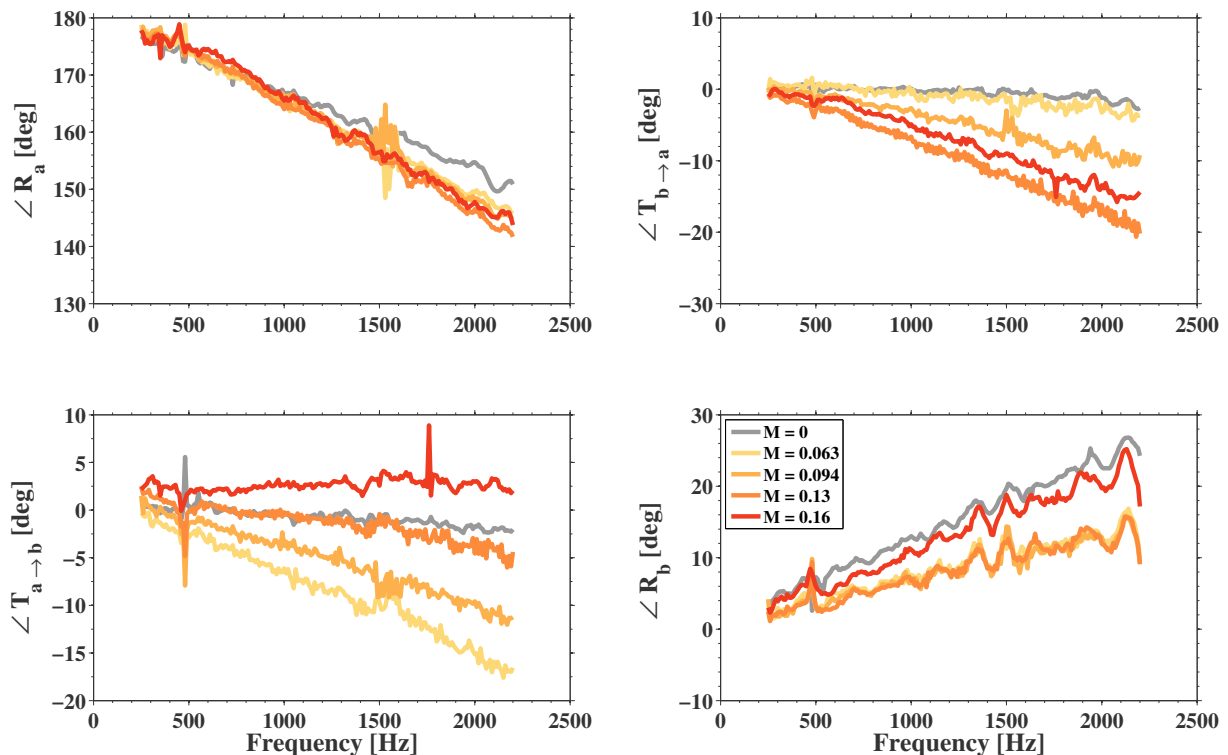 180
170
160
150
140
130
∠ R_a [deg]
0 500 1000 1500 2000 2500
10
0
−10
−20
−30
∠ T_{b→a} [deg]
0 500 1000 1500 2000 2500
10
5
0
−5
−10
−15
−20
∠ T_{a→b} [deg]
0 500 1000 1500 2000 2500
Frequency [Hz]
30
20
10
0
−10
∠ R_b [deg]
M = 0
M = 0.063
M = 0.094
M = 0.13
M = 0.16
0 500 1000 1500 2000 2500
Frequency [Hz]